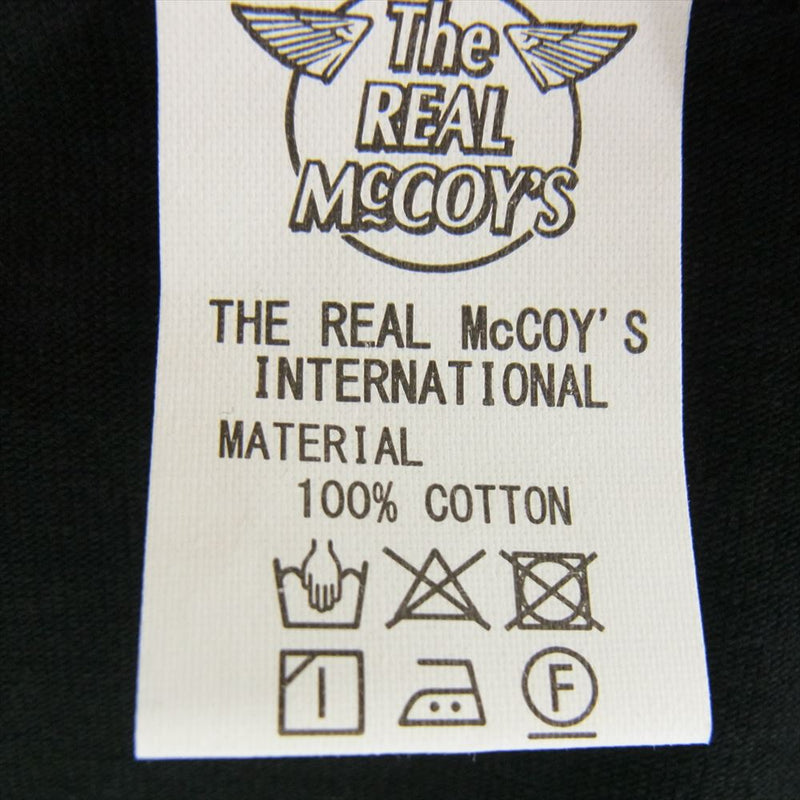 The
REAL
McCOY'S
THE REAL McCOY'S
INTERNATIONAL
MATERIAL
100% COTTON
F